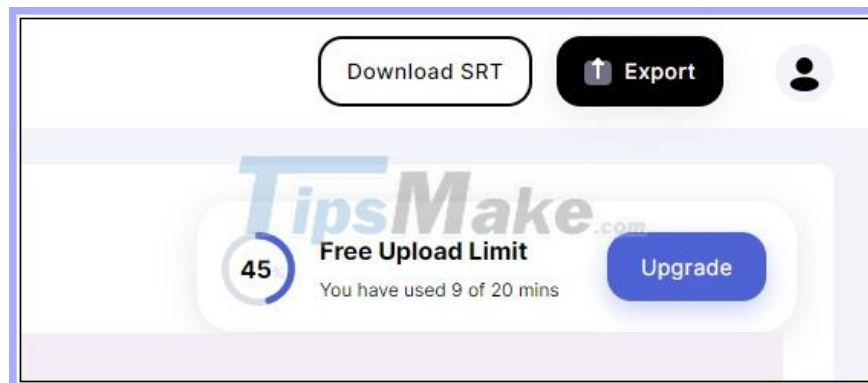 Download SRT
Export
TipsMake.com
Free Upload Limit
45%
You have used 9 of 20 mins
Upgrade